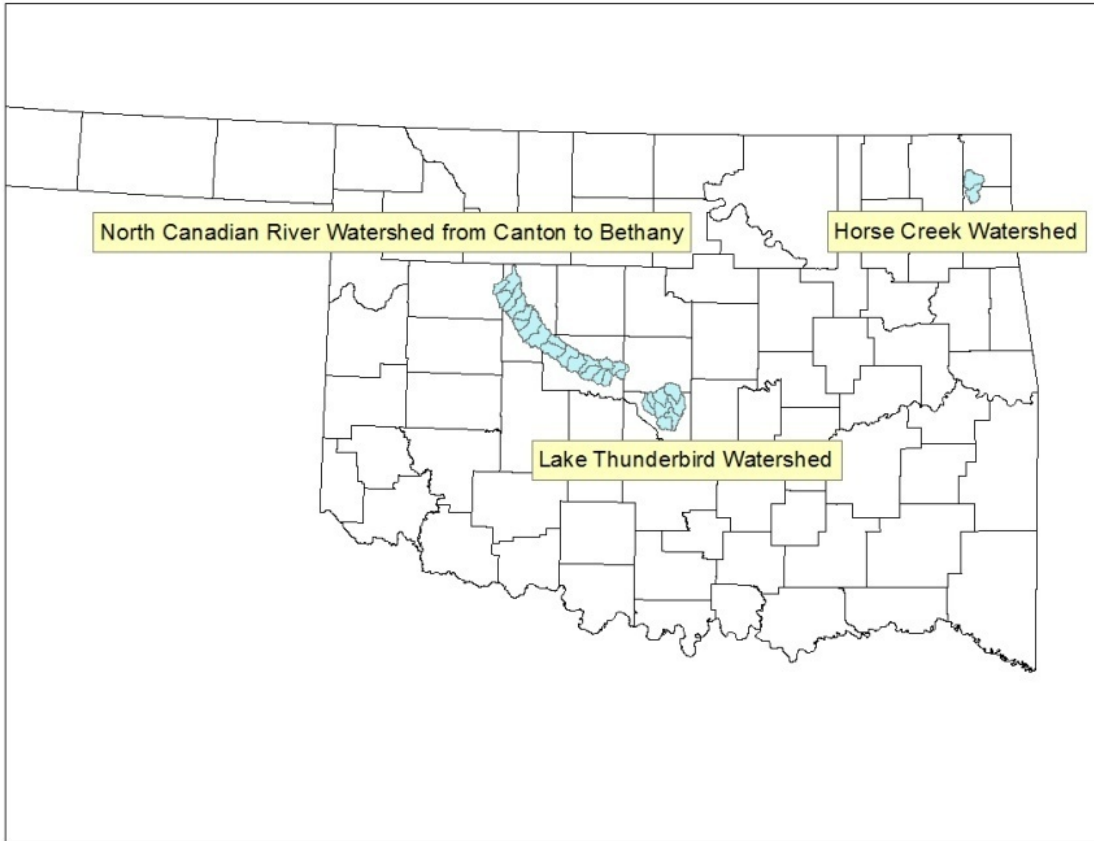 North Canadian River Watershed from Canton to Bethany
Horse Creek Watershed
Lake Thunderbird Watershed